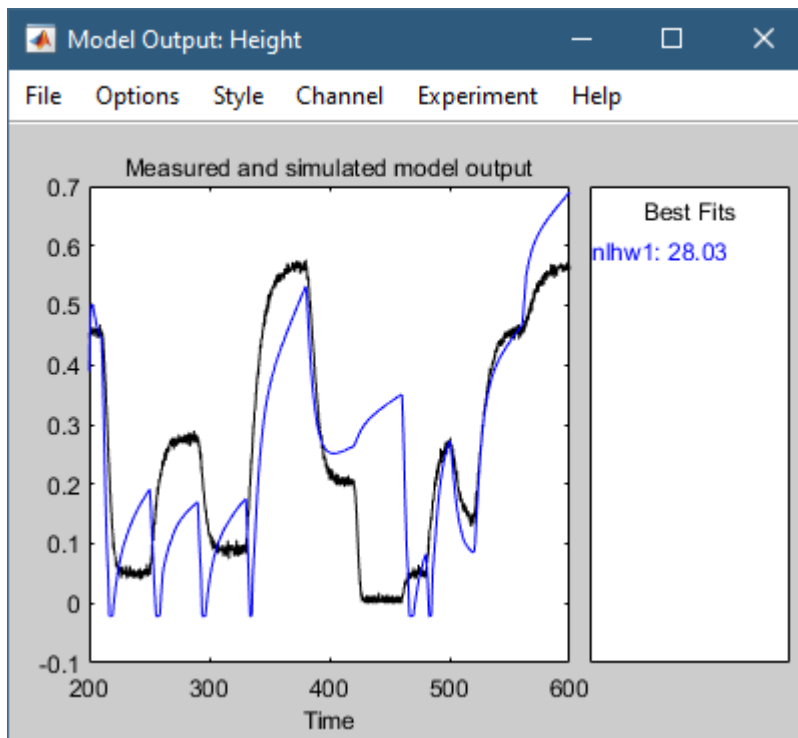 Model Output: Height
File Options Style Channel Experiment Help
Measured and simulated model output
0.7
0.6
0.5
0.4
0.3
0.2
0.1
0
-0.1
200 300 400 500 600
Time
Best Fits
nlhw1: 28.03